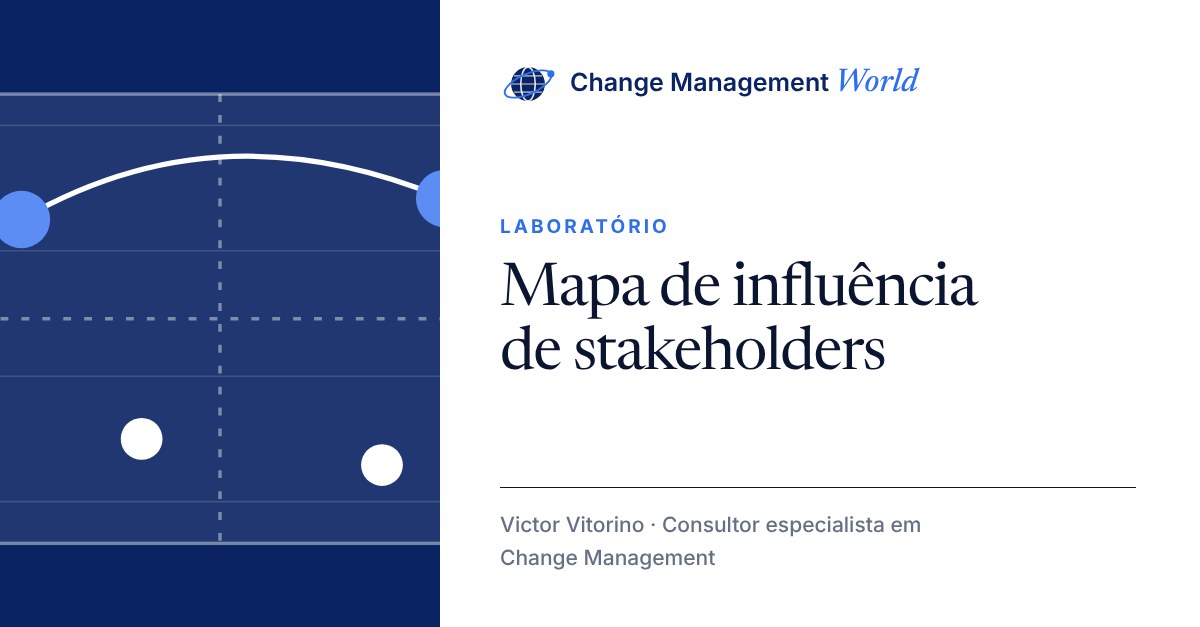 Change Management World
LABORATÓRIO
Mapa de influência
de stakeholders
Victor Vitorino · Consultor especialista em
Change Management